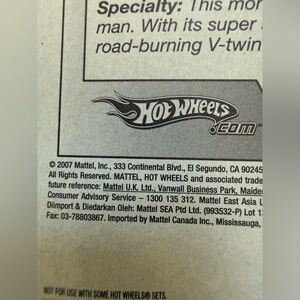 Specialty: This mor
man. With its super
road-burning V-twin
HOT WHEELS
.COM
© 2007 Mattel, Inc., 333 Continental Blvd., El Segundo, CA 90245
All Rights Reserved. MATTEL, HOT WHEELS and associated trade
future reference: Mattel U.K. Ltd., Vanwall Business Park, Maide
Consumer Advisory Service - 1300 135 312. Mattel East Asia L
Diimport & Diedarkan Oleh: Mattel SEA Ptd Ltd. (993532-P) Lot 1
Fax: 03-78803867. Imported by Mattel Canada Inc., Mississauga,
NOT FOR USE WITH SOME HOT WHEELS® SETS.